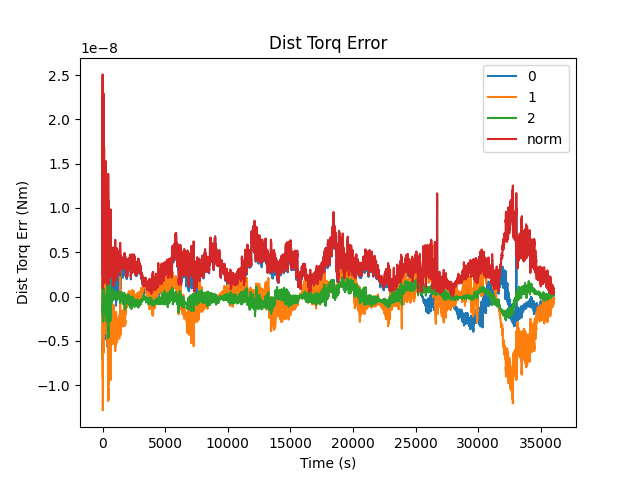 Dist Torq Error
1e−8
2.5
2.0
1.5
1.0
0.5
0.0
−0.5
−1.0
Dist Torq Err (Nm)
0
1
2
norm
0 5000 10000 15000 20000 25000 30000 35000
Time (s)